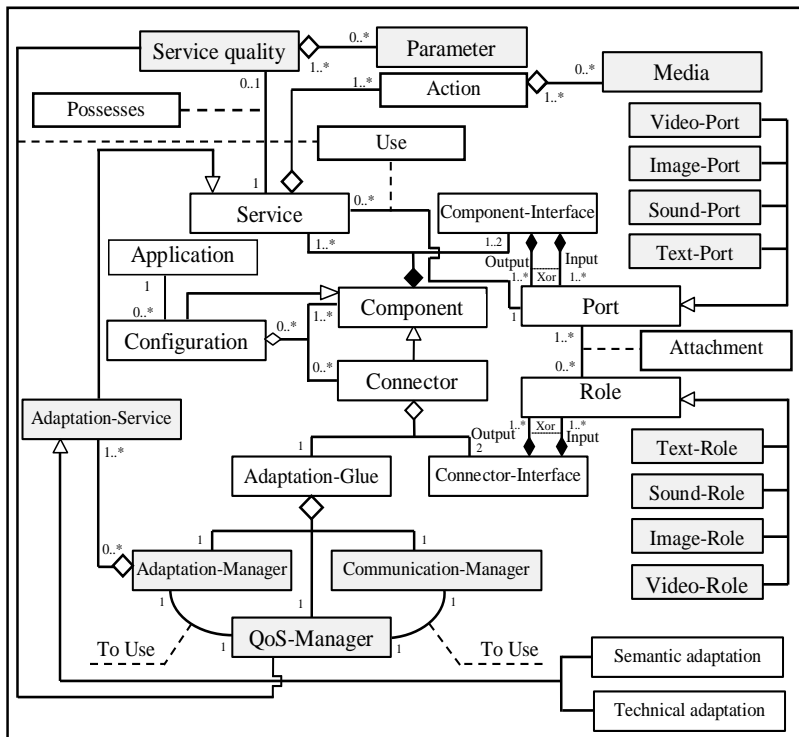 Service quality
0..*
Parameter
1..*
0..1
1..*
Action
0..*
Media
1..*
Possesses
Video-Port
Use
Image-Port
1
0..*
Sound-Port
Service
Component-Interface
Text-Port
1..*
1..2
Application
Output
Input
1..*
Xor
1..*
1
0..*
Component
1..*
Port
1
Configuration
0..*
1..*
Attachment
0..*
0..*
Connector
Role
Adaptation-Service
1..*
Xor
1..*
Output
Input
1..*
1
2
Text-Role
Adaptation-Glue
Connector-Interface
Sound-Role
Image-Role
0..*
1
1
Adaptation-Manager
Communication-Manager
Video-Role
1
1
1
To Use
1
QoS-Manager
1
To Use
Semantic adaptation
Technical adaptation